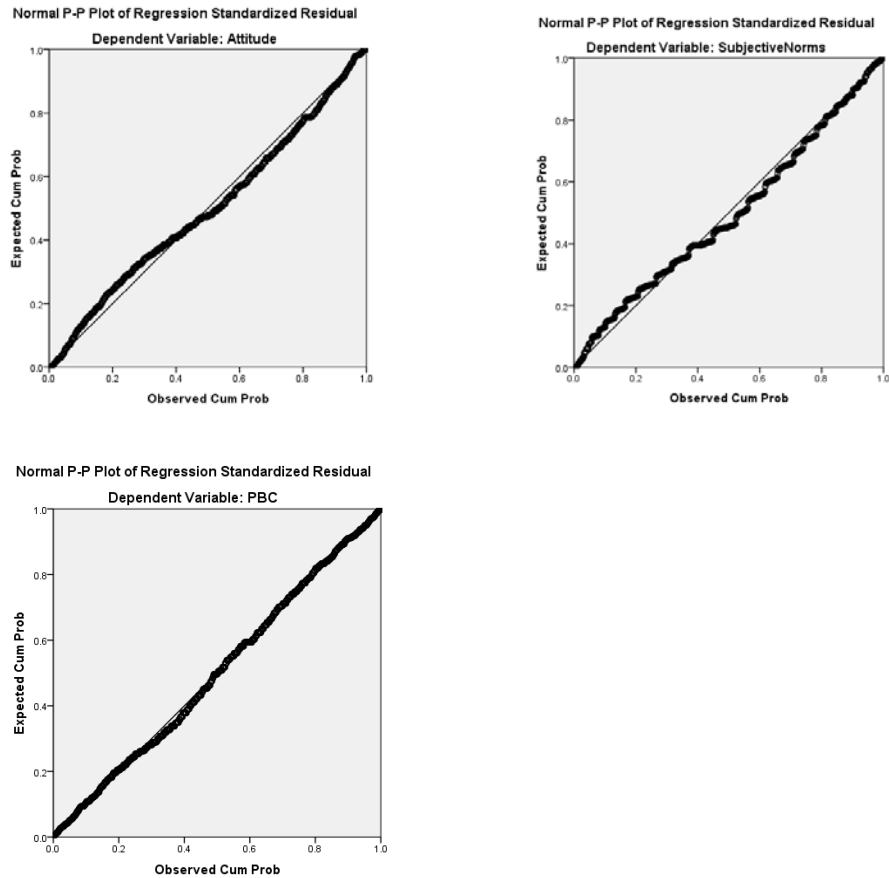 Normal P-P Plot of Regression Standardized Residual
Dependent Variable: Attitude
1.0
0.8
0.6
0.4
0.2
0.0
0.0 0.2 0.4 0.6 0.8 1.0
Expected Cum Prob
Observed Cum Prob
Normal P-P Plot of Regression Standardized Residual
Dependent Variable: SubjectiveNorms
1.0
0.8
0.6
0.4
0.2
0.0
0.0 0.2 0.4 0.6 0.8 1.0
Expected Cum Prob
Observed Cum Prob
Normal P-P Plot of Regression Standardized Residual
Dependent Variable: PBC
1.0
0.8
0.6
0.4
0.2
0.0
0.0 0.2 0.4 0.6 0.8 1.0
Expected Cum Prob
Observed Cum Prob